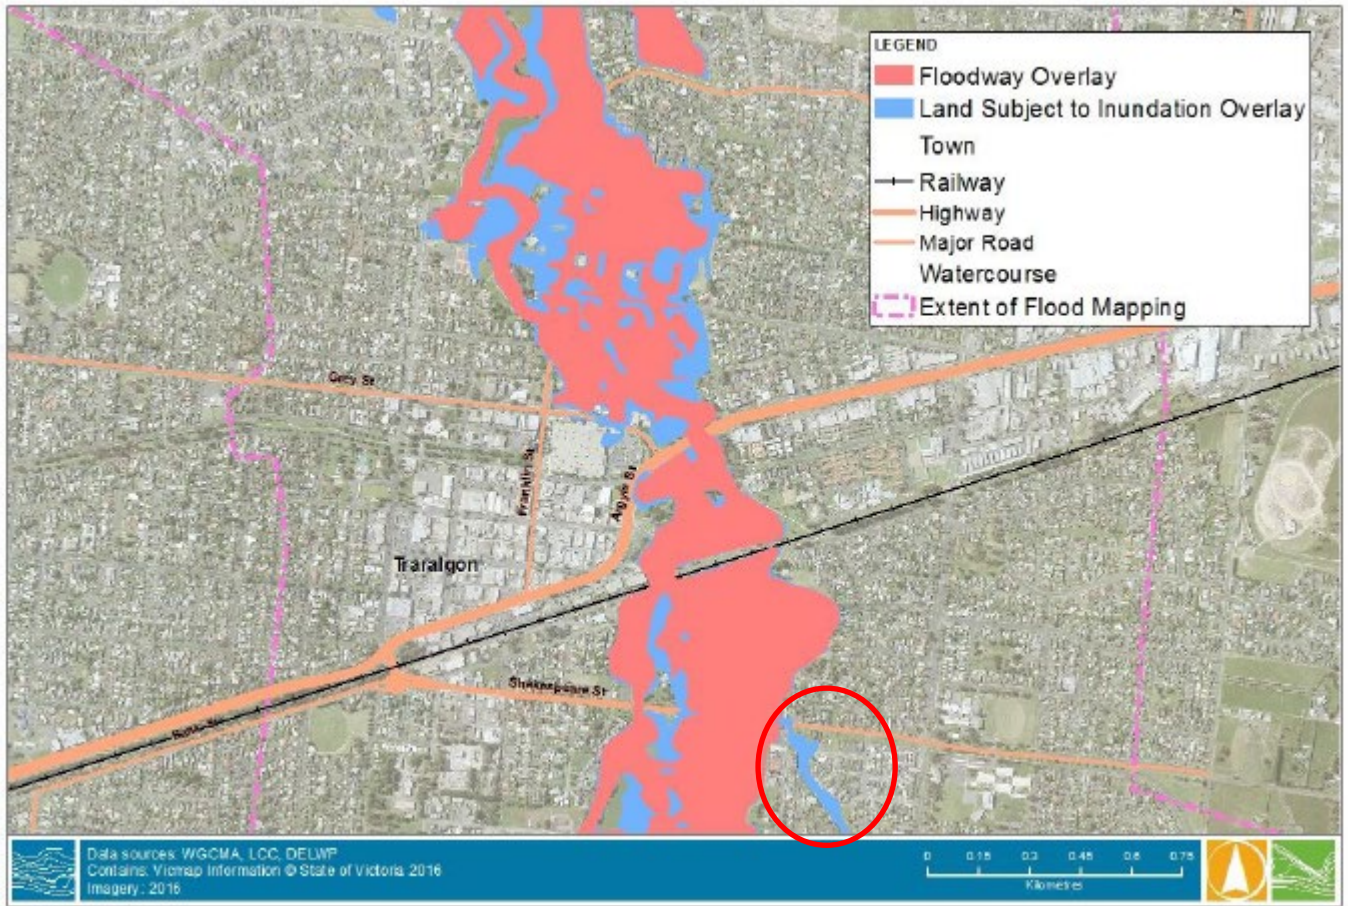 LEGEND
Floodway Overlay
Land Subject to Inundation Overlay
Town
Railway
Highway
Major Road
Watercourse
Extent of Flood Mapping
Grey St
Franklin St
Argyle St
Traralgon
Shakespeare St
Data sources: WGCMA, LCC, DELWP
Contains: Vicmap Information © State of Victoria 2016
Imagery: 2016
0 0.15 0.3 0.45 0.6 0.75
Kilometres